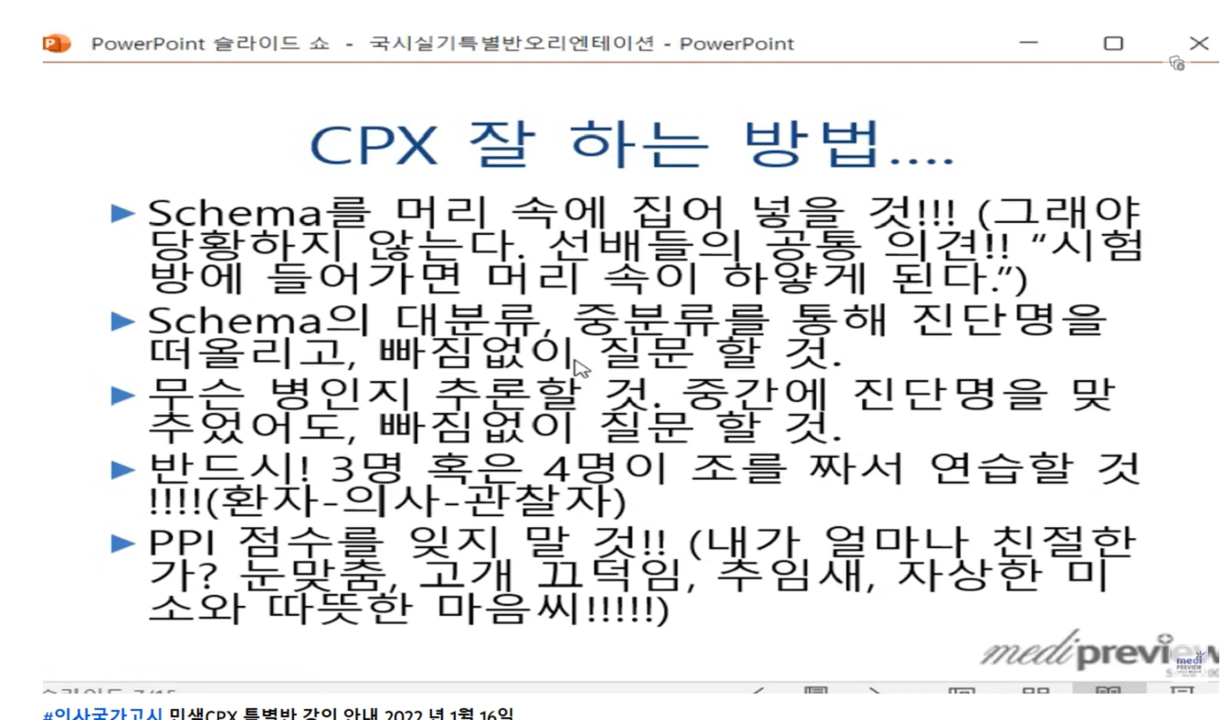 PowerPoint 슬라이드 쇼 - 국시실기특별반오리엔테이션 - PowerPoint
CPX 잘 하는 방법....
Schema를 머리 속에 집어 넣을 것!!! (그래야
당황하지 않는다. 선배들의 공통 의견!! “시험
방에 들어가면 머리 속이 하얗게 된다.”)
Schema의 대분류, 중분류를 통해 진단명을
떠올리고, 빠짐없이 질문 할 것.
무슨 병인지 추론할 것. 중간에 진단명을 맞
추었어도, 빠짐없이 질문 할 것.
반드시! 3명 혹은 4명이 조를 짜서 연습할 것
!!!!(환자-의사-관찰자)
PPI 점수를 잊지 말 것!! (내가 얼마나 친절한
가? 눈맞춤, 고개 끄덕임, 추임새, 자상한 미
소와 따뜻한 마음씨!!!!!)
medipreview
medi
PREVIEW
슬라이드 7/15
#의사국가고시 민샘CPX 특별반 강의 안내 2022 년 1월 16일